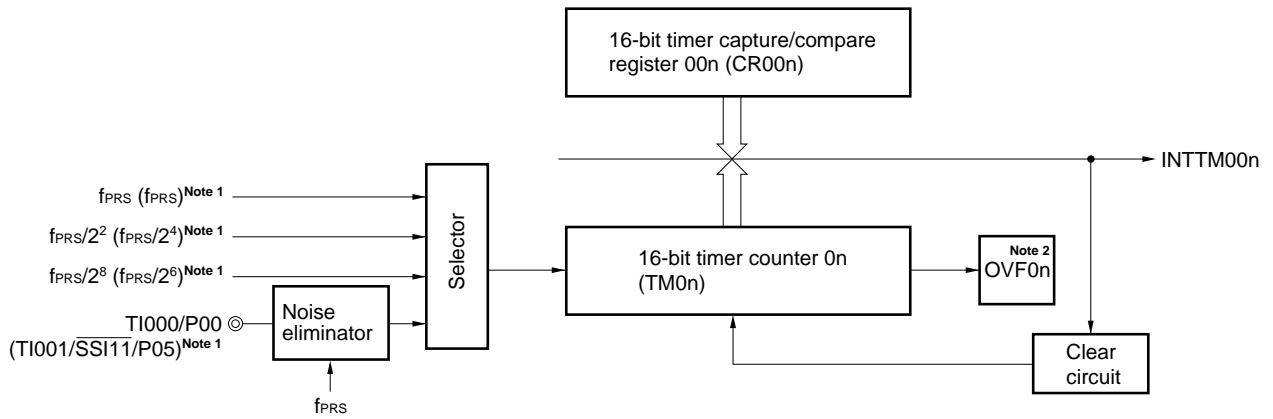 16-bit timer capture/compare
register 00n (CR00n)
INTTM00n
fPRS (fPRS)Note 1
fPRS/2² (fPRS/2⁴)Note 1
fPRS/2⁸ (fPRS/2⁶)Note 1
TI000/P00
(TI001/SSI11/P05)Note 1
Noise
eliminator
fPRS
Selector
16-bit timer counter 0n
(TM0n)
Note 2
OVF0n
Clear
circuit